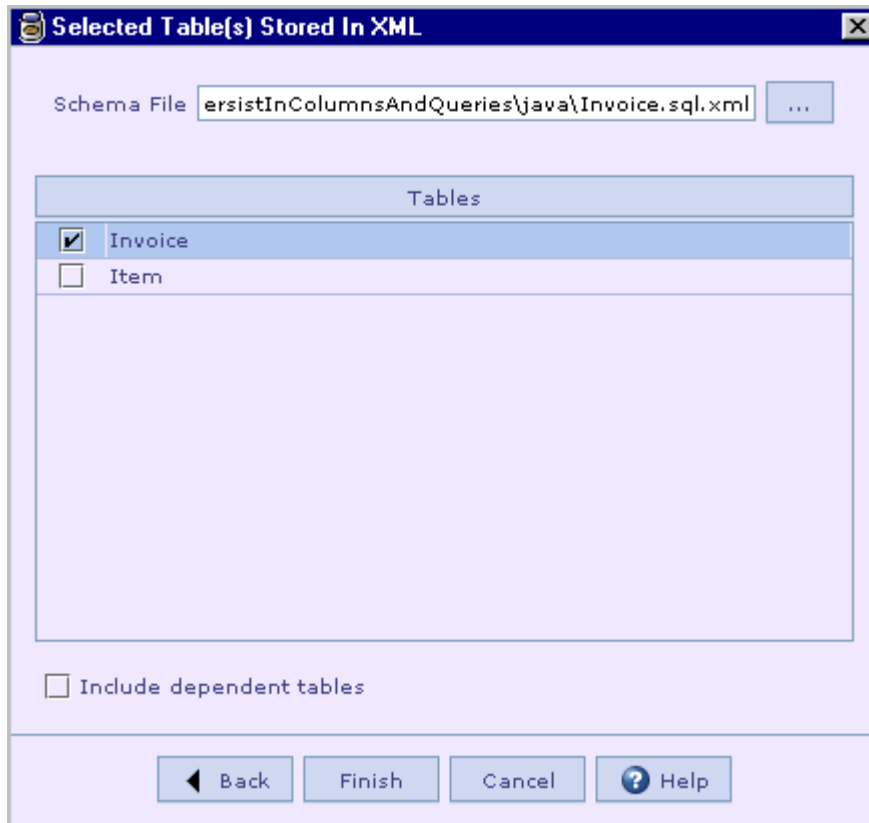 Selected Table(s) Stored In XML
Schema File ersistInColumnsAndQueries\java\Invoice.sql.xml ...
Tables
Invoice
Item
Include dependent tables
Back Finish Cancel Help